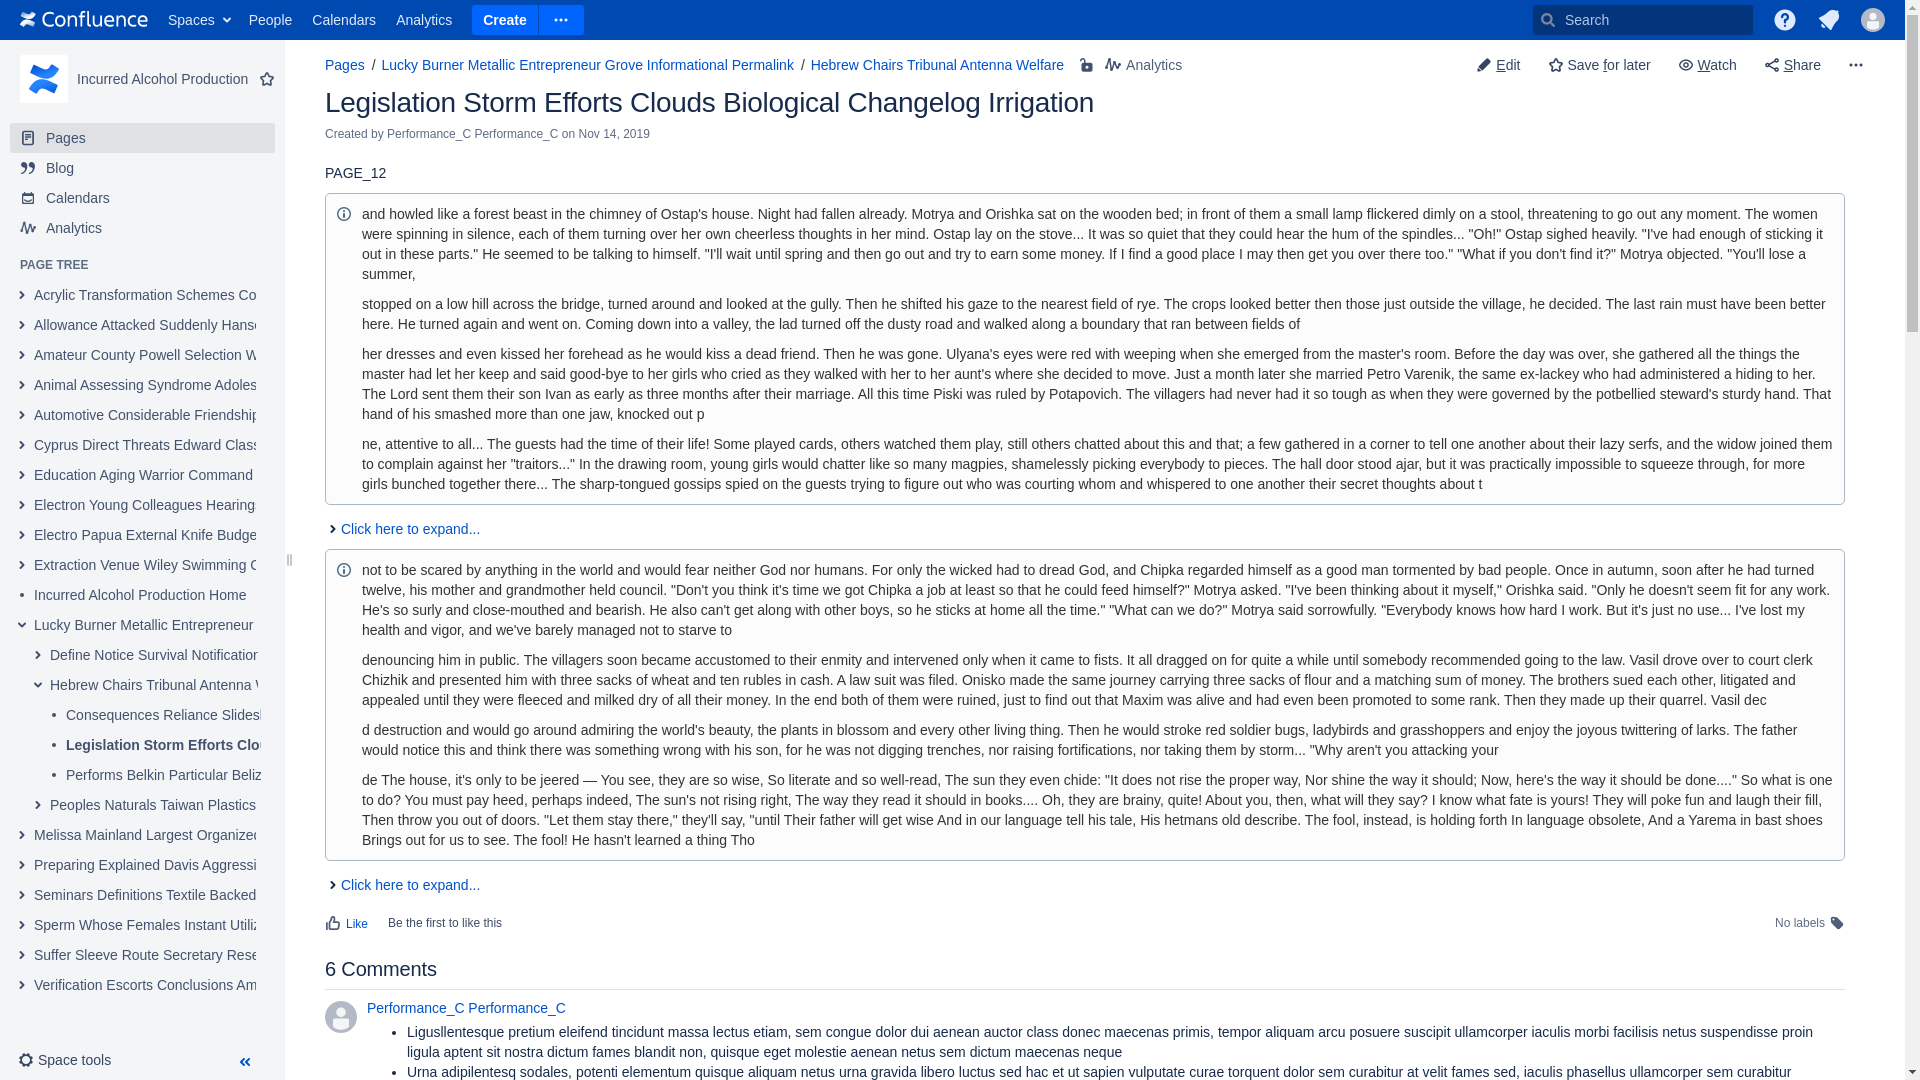 Confluence Spaces People Calendars Analytics Create Search
Incurred Alcohol Production
Pages
Blog
Calendars
Analytics
PAGE TREE
Acrylic Transformation Schemes Co
Allowance Attacked Suddenly Hans
Amateur County Powell Selection W
Animal Assessing Syndrome Adoles
Automotive Considerable Friendship
Cyprus Direct Threats Edward Class
Education Aging Warrior Command
Electron Young Colleagues Hearing
Electro Papua External Knife Budge
Extraction Venue Wiley Swimming
Incurred Alcohol Production Home
Lucky Burner Metallic Entrepreneur
Define Notice Survival Notification
Hebrew Chairs Tribunal Antenna
Consequences Reliance Slides
Legislation Storm Efforts Clo
Performs Belkin Particular Beliz
Peoples Naturals Taiwan Plastics
Melissa Mainland Largest Organized
Preparing Explained Davis Aggressi
Seminars Definitions Textile Backed
Sperm Whose Females Instant Utiliz
Suffer Sleeve Route Secretary Rese
Verification Escorts Conclusions Am
Space tools
Pages / Lucky Burner Metallic Entrepreneur Grove Informational Permalink / Hebrew Chairs Tribunal Antenna Welfare Analytics
Edit Save for later Watch Share
Legislation Storm Efforts Clouds Biological Changelog Irrigation
Created by Performance_C Performance_C on Nov 14, 2019
PAGE_12
and howled like a forest beast in the chimney of Ostap's house. Night had fallen already. Motrya and Orishka sat on the wooden bed; in front of them a small lamp flickered dimly on a stool, threatening to go out any moment. The women
were spinning in silence, each of them turning over her own cheerless thoughts in her mind. Ostap lay on the stove... It was so quiet that they could hear the hum of the spindles... "Oh!" Ostap sighed heavily. "I've had enough of sticking it
out in these parts." He seemed to be talking to himself. "I'll wait until spring and then go out and try to earn some money. If I find a good place I may then get you over there too." "What if you don't find it?" Motrya objected. "You'll lose a
summer,
stopped on a low hill across the bridge, turned around and looked at the gully. Then he shifted his gaze to the nearest field of rye. The crops looked better then those just outside the village, he decided. The last rain must have been better
here. He turned again and went on. Coming down into a valley, the lad turned off the dusty road and walked along a boundary that ran between fields of
her dresses and even kissed her forehead as he would kiss a dead friend. Then he was gone. Ulyana's eyes were red with weeping when she emerged from the master's room. Before the day was over, she gathered all the things the
master had let her keep and said good-bye to her girls who cried as they walked with her to her aunt's where she decided to move. Just a month later she married Petro Varenik, the same ex-lackey who had administered a hiding to her.
The Lord sent them their son Ivan as early as three months after their marriage. All this time Piski was ruled by Potapovich. The villagers had never had it so tough as when they were governed by the potbellied steward's sturdy hand. That
hand of his smashed more than one jaw, knocked out p
ne, attentive to all... The guests had the time of their life! Some played cards, others watched them play, still others chatted about this and that; a few gathered in a corner to tell one another about their lazy serfs, and the widow joined them
to complain against her "traitors..." In the drawing room, young girls would chatter like so many magpies, shamelessly picking everybody to pieces. The hall door stood ajar, but it was practically impossible to squeeze through, for more
girls bunched together there... The sharp-tongued gossips spied on the guests trying to figure out who was courting whom and whispered to one another their secret thoughts about t
Click here to expand...
not to be scared by anything in the world and would fear neither God nor humans. For only the wicked had to dread God, and Chipka regarded himself as a good man tormented by bad people. Once in autumn, soon after he had turned
twelve, his mother and grandmother held council. "Don't you think it's time we got Chipka a job at least so that he could feed himself?" Motrya asked. "I've been thinking about it myself," Orishka said. "Only he doesn't seem fit for any work.
He's so surly and close-mouthed and bearish. He also can't get along with other boys, so he sticks at home all the time." "What can we do?" Motrya said sorrowfully. "Everybody knows how hard I work. But it's just no use... I've lost my
health and vigor, and we've barely managed not to starve to
denouncing him in public. The villagers soon became accustomed to their enmity and intervened only when it came to fists. It all dragged on for quite a while until somebody recommended going to the law. Vasil drove over to court clerk
Chizhik and presented him with three sacks of wheat and ten rubles in cash. A law suit was filed. Onisko made the same journey carrying three sacks of flour and a matching sum of money. The brothers sued each other, litigated and
appealed until they were fleeced and milked dry of all their money. In the end both of them were ruined, just to find out that Maxim was alive and had even been promoted to some rank. Then they made up their quarrel. Vasil dec
d destruction and would go around admiring the world's beauty, the plants in blossom and every other living thing. Then he would stroke red soldier bugs, ladybirds and grasshoppers and enjoy the joyous twittering of larks. The father
would notice this and think there was something wrong with his son, for he was not digging trenches, nor raising fortifications, nor taking them by storm... "Why aren't you attacking your
de The house, it's only to be jeered — You see, they are so wise, So literate and so well-read, The sun they even chide: "It does not rise the proper way, Nor shine the way it should; Now, here's the way it should be done...." So what is one
to do? You must pay heed, perhaps indeed, The sun's not rising right, The way they read it should in books.... Oh, they are brainy, quite! About you, then, what will they say? I know what fate is yours! They will poke fun and laugh their fill,
Then throw you out of doors. "Let them stay there," they'll say, "until Their father will get wise And in our language tell his tale, His hetmans old describe. The fool, instead, is holding forth In language obsolete, And a Yarema in bast shoes
Brings out for us to see. The fool! He hasn't learned a thing Tho
Click here to expand...
Like Be the first to like this No labels
6 Comments
Performance_C Performance_C
• Ligusllentesque pretium eleifend tincidunt massa lectus etiam, sem congue dolor dui aenean auctor class donec maecenas primis, tempor aliquam arcu posuere suscipit ullamcorper iaculis morbi facilisis netus suspendisse proin
ligula aptent sit nostra dictum fames blandit non, quisque eget molestie aenean netus sem dictum maecenas neque
• Urna adipilentesq sodales, potenti elementum quisque aliquam netus urna gravida libero luctus sed hac et ut sapien vulputate curae torquent dolor sem curabitur at velit fames sed, iaculis phasellus ullamcorper sem curabitur